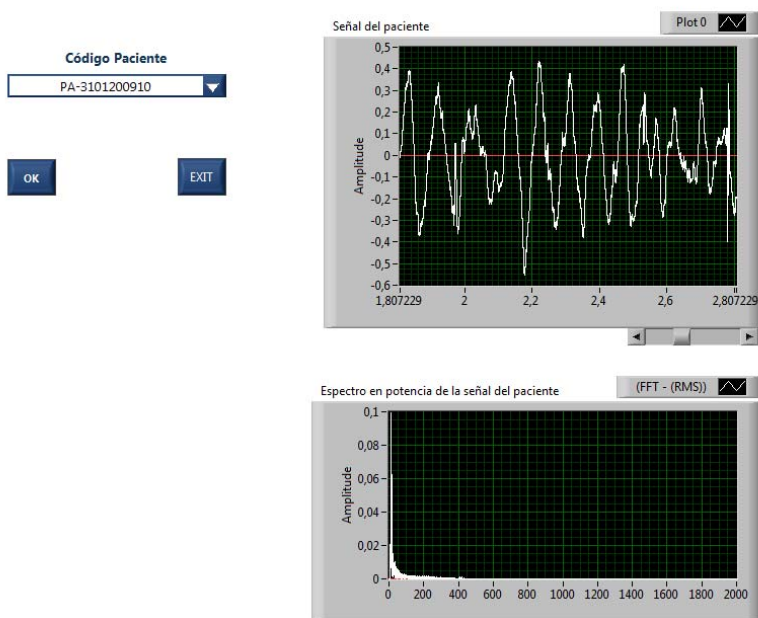 Código Paciente
PA-3101200910
OK
EXIT
Señal del paciente
Plot 0
0,5
0,4
0,3
0,2
0,1
0
-0,1
-0,2
-0,3
-0,4
-0,5
-0,6
Amplitude
1,807229 2 2,2 2,4 2,6 2,807229
Espectro en potencia de la señal del paciente
(FFT - (RMS))
0,1
0,08
0,06
0,04
0,02
0
Amplitude
0 200 400 600 800 1000 1200 1400 1600 1800 2000